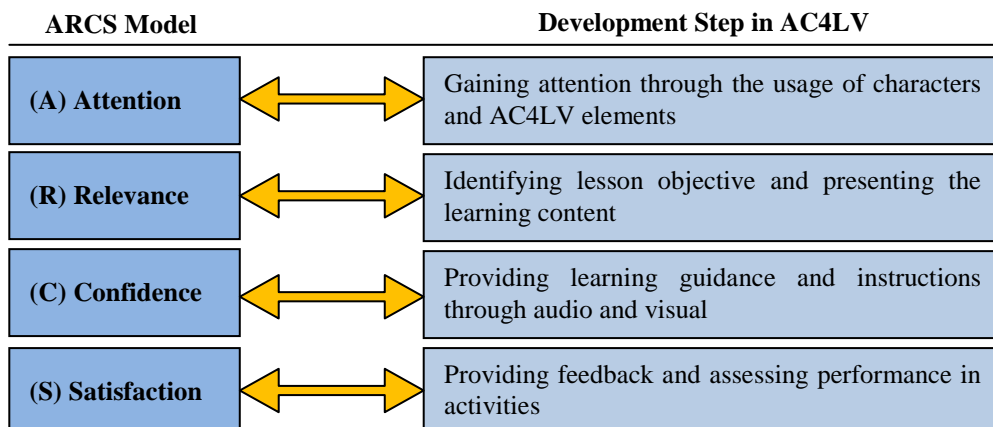 ARCS Model
Development Step in AC4LV
(A) Attention
Gaining attention through the usage of characters
and AC4LV elements
(R) Relevance
Identifying lesson objective and presenting the
learning content
(C) Confidence
Providing learning guidance and instructions
through audio and visual
(S) Satisfaction
Providing feedback and assessing performance in
activities